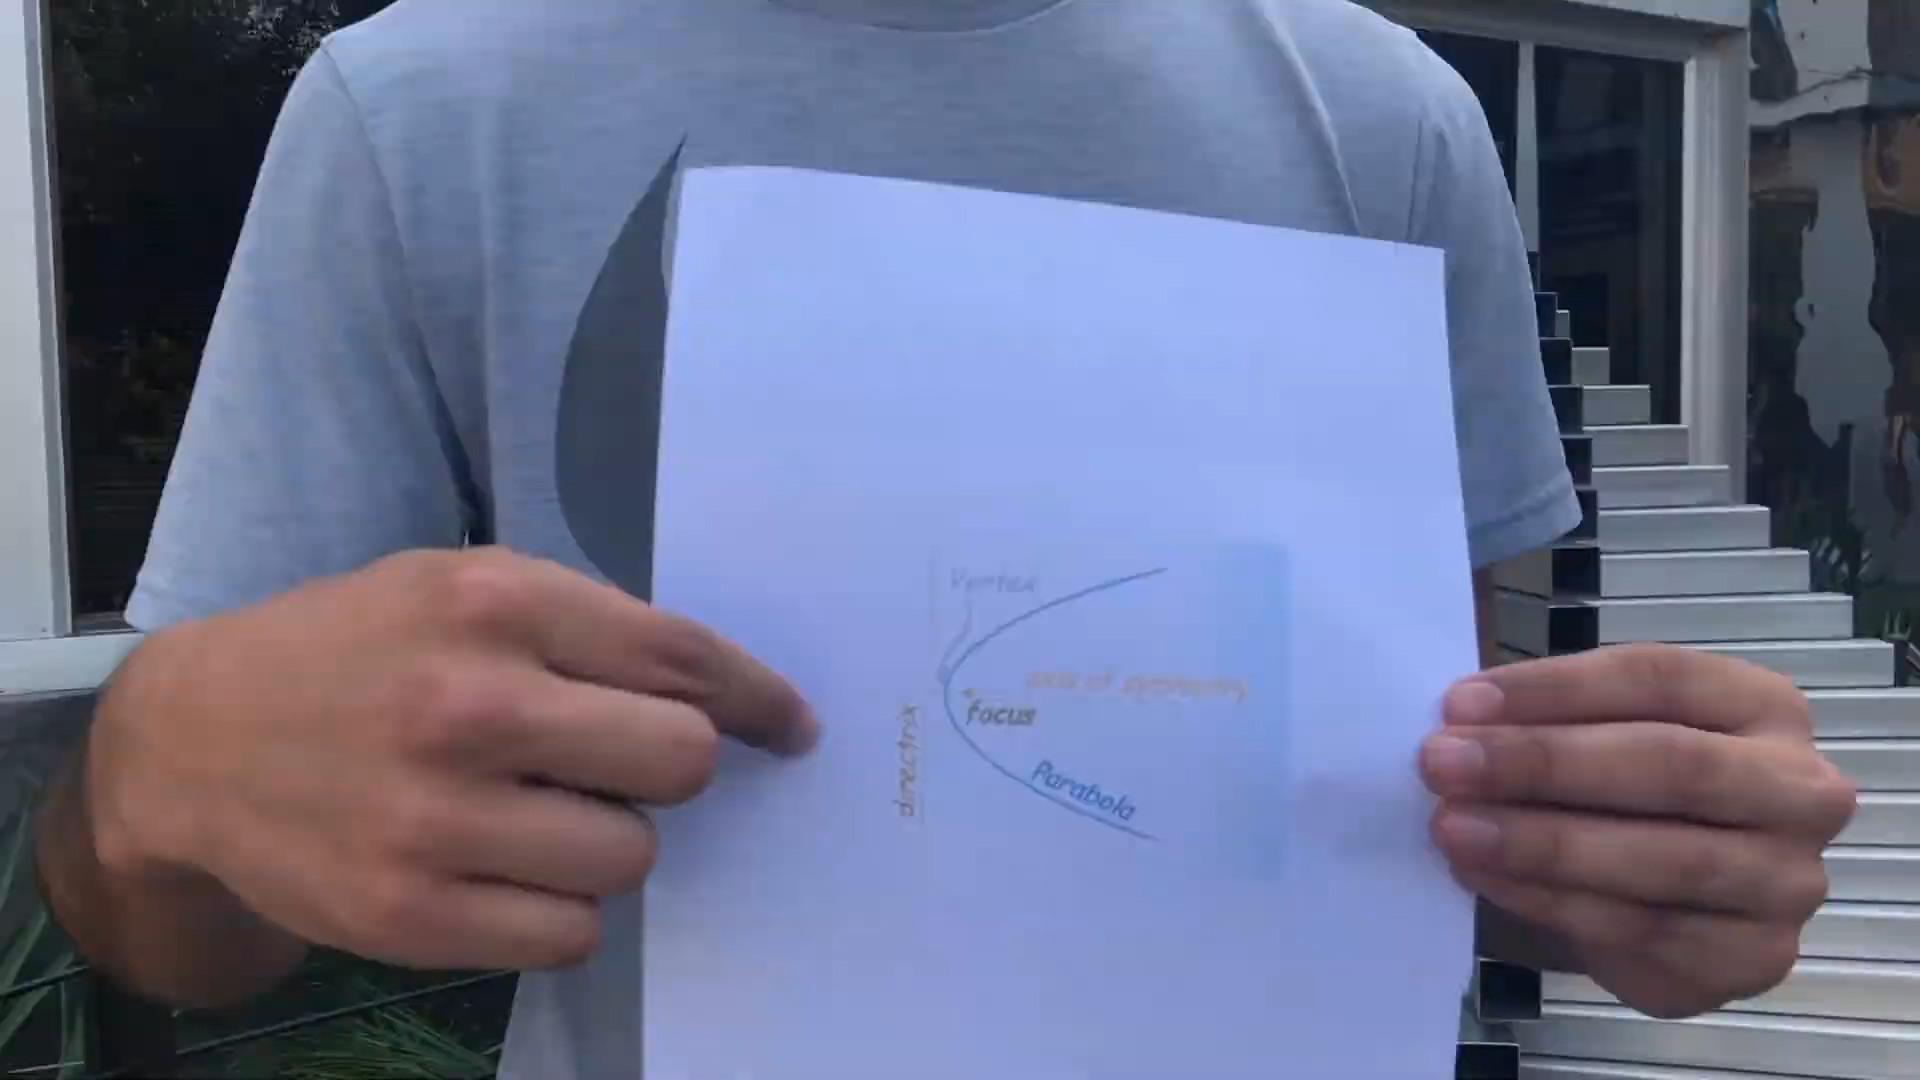 Vertex
axis of symmetry
focus
directrix
Parabola